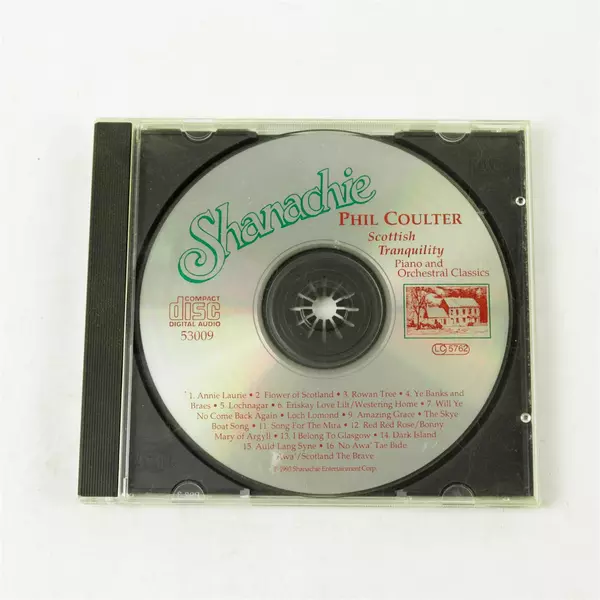 Shanachie
PHIL COULTER
Scottish
Tranquility
Piano and
Orchestral Classics
COMPACT
disc
DIGITAL AUDIO
53009
LC 5762
1. Annie Laurie • 2. Flower of Scotland • 3. Rowan Tree • 4. Ye Banks and
Braes • 5. Lochnagar • 6. Eriskay Love Lilt/Westering Home • 7. Will Ye
No Come Back Again • Loch Lomond • 9. Amazing Grace • The Skye
Boat Song • 11. Song For The Mira • 12. Red Red Rose/Bonny
Mary of Argyll • 13. I Belong To Glasgow • 14. Dark Island
15. Auld Lang Syne • 16. No Awa' Tae Bide
Awa'/Scotland The Brave
Shanachie Entertainment Corp.